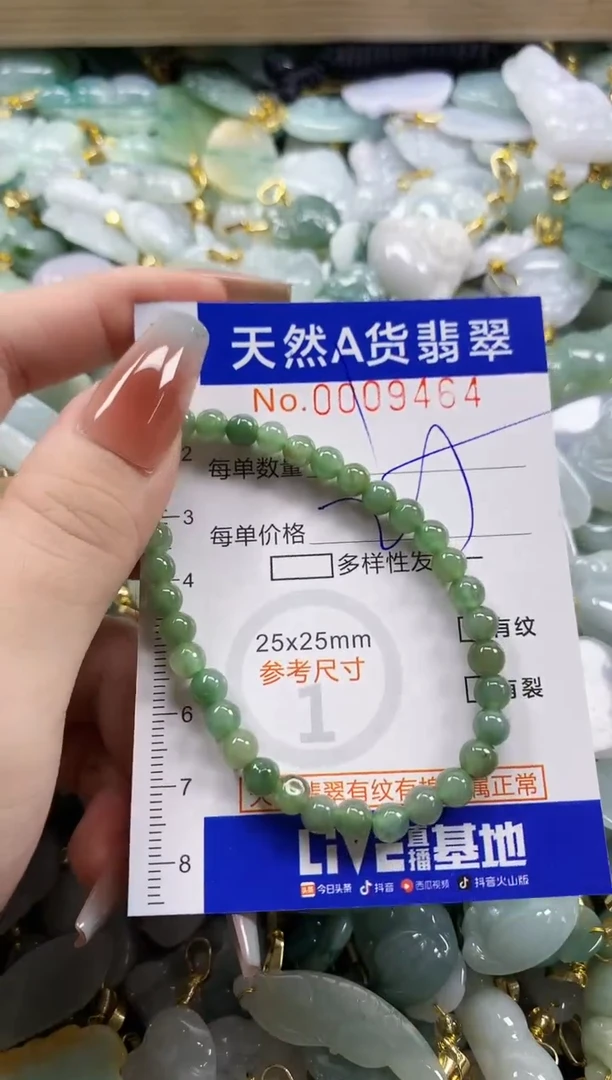 天然A货翡翠
No.0009464
每单数量
每单价格
多样性发
有纹
25x25mm
参考尺寸
1
有裂
翡翠有纹有 属正常
LiVE直播基地
今日头条 抖音 西瓜视频 抖音火山版
2
3
4
6
7
8